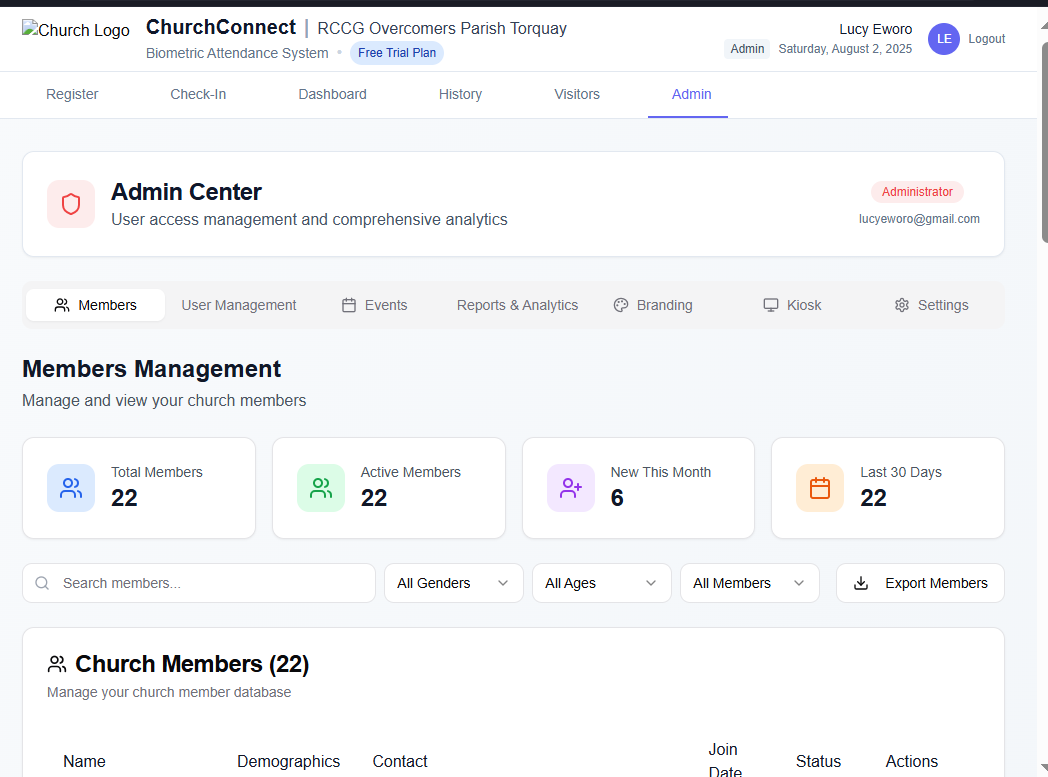 Church Logo
ChurchConnect | RCCG Overcomers Parish Torquay
Biometric Attendance System • Free Trial Plan
Lucy Eworo
Admin Saturday, August 2, 2025
LE
Logout
Register Check-In Dashboard History Visitors Admin
Admin Center
User access management and comprehensive analytics
Administrator
lucyeworo@gmail.com
Members User Management Events Reports & Analytics Branding Kiosk Settings
Members Management
Manage and view your church members
Total Members
22
Active Members
22
New This Month
6
Last 30 Days
22
Search members... All Genders All Ages All Members Export Members
Church Members (22)
Manage your church member database
Name Demographics Contact Join Date Status Actions